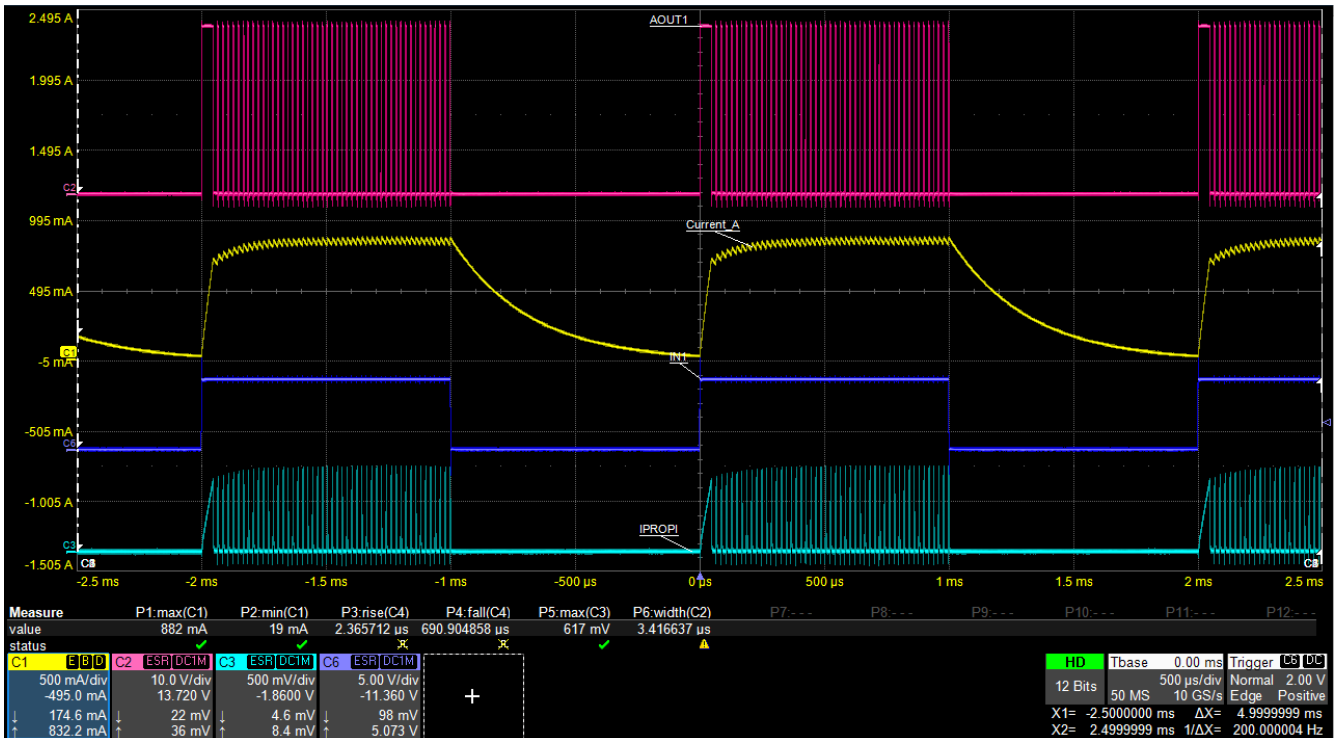 2.495 A
AOUT1
1.995 A
1.495 A
C2
995 mA
Current_A
495 mA
C1
-5 mA
IN1
-505 mA
C6
-1.005 A
IPROPI
C3
-1.505 A
-2.5 ms -2 ms -1.5 ms -1 ms -500 µs 0 µs 500 µs 1 ms 1.5 ms 2 ms 2.5 ms
Measure P1:max(C1) P2:min(C1) P3:rise(C4) P4:fall(C4) P5:max(C3) P6:width(C2) P7:- - - P8:- - - P9:- - - P10:- - - P11:- - - P12:- - -
value 882 mA 19 mA 2.365712 µs 690.904858 µs 617 mV 3.416637 µs
status
C1 E B D C2 ESR DC1M C3 ESR DC1M C6 ESR DC1M HD Tbase 0.00 ms Trigger C6 DC
500 mA/div 10.0 V/div 500 mV/div 5.00 V/div 12 Bits 500 µs/div Normal 2.00 V
-495.0 mA 13.720 V -1.8600 V -11.360 V + 50 MS 10 GS/s Edge Positive
↓ 174.6 mA ↓ 22 mV ↓ 4.6 mV ↓ 98 mV X1= -2.5000000 ms ΔX= 4.9999999 ms
↑ 832.2 mA ↑ 36 mV ↑ 8.4 mV ↑ 5.073 V X2= 2.4999999 ms 1/ΔX= 200.000004 Hz